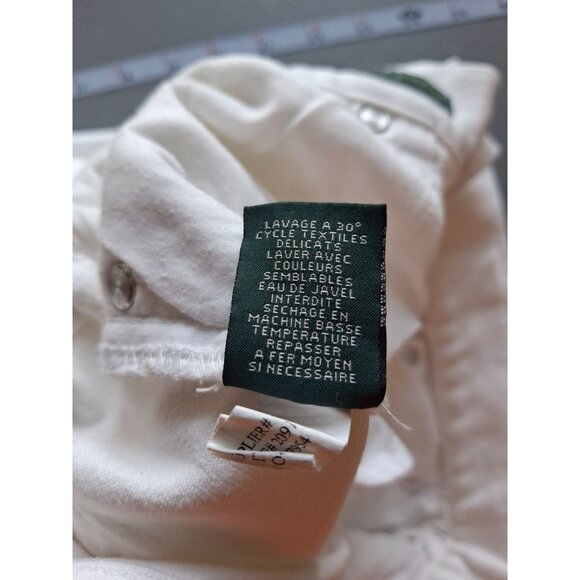 LAVAGE A 30°
CYCLE TEXTILES
DELICATS
LAVER AVEC
COULEURS
SEMBLABLES
EAU DE JAVEL
INTERDITE
SECHAGE EN
MACHINE BASSE
TEMPERATURE
REPASSER
A FER MOYEN
SI NECESSAIRE